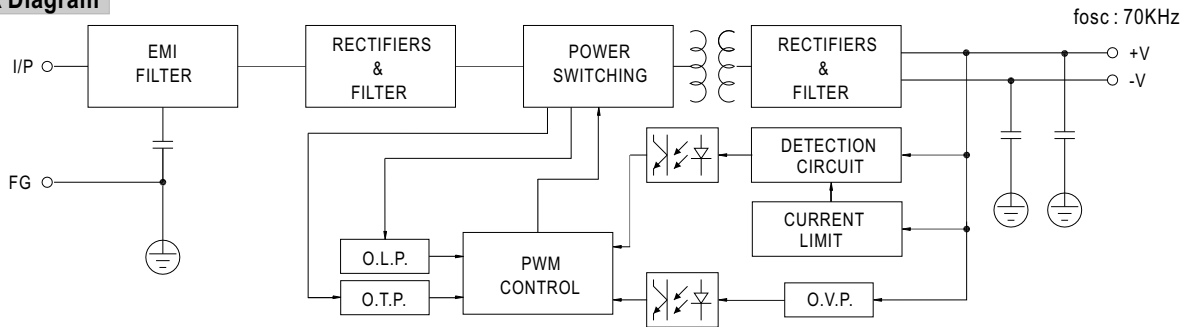 Diagram
fosc : 70KHz
I/P
EMI
FILTER
RECTIFIERS
&
FILTER
POWER
SWITCHING
RECTIFIERS
&
FILTER
+V
-V
DETECTION
CIRCUIT
FG
CURRENT
LIMIT
O.L.P.
PWM
CONTROL
O.T.P.
O.V.P.